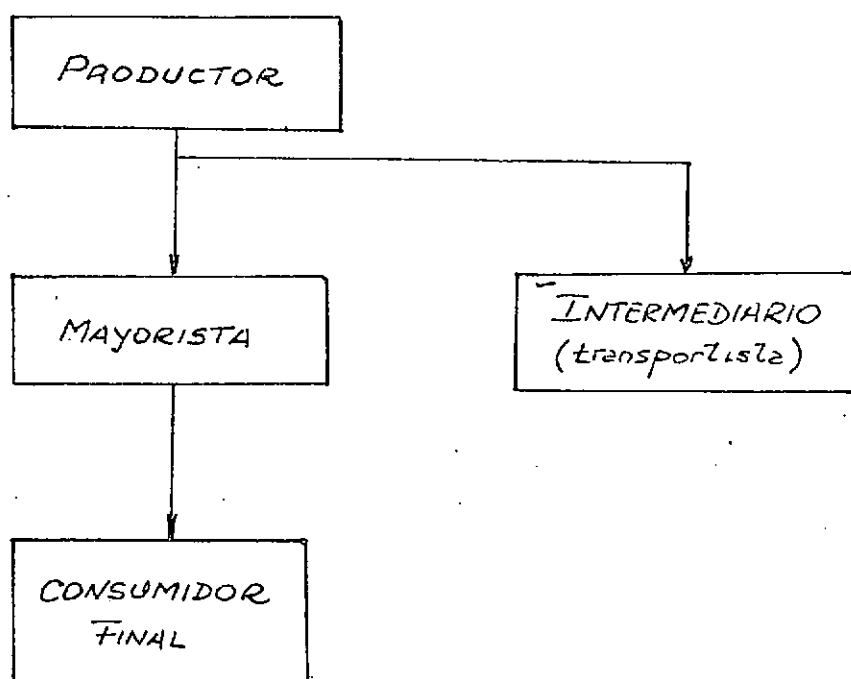 PRODUCTOR
MAYORISTA
INTERMEDIARIO
(transportista)
CONSUMIDOR
FINAL